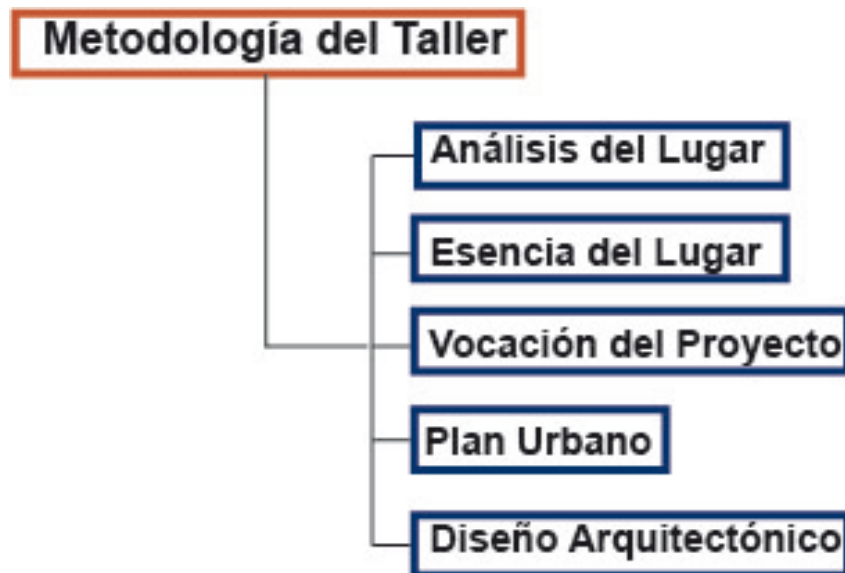 Metodología del Taller
Análisis del Lugar
Esencia del Lugar
Vocación del Proyecto
Plan Urbano
Diseño Arquitectónico